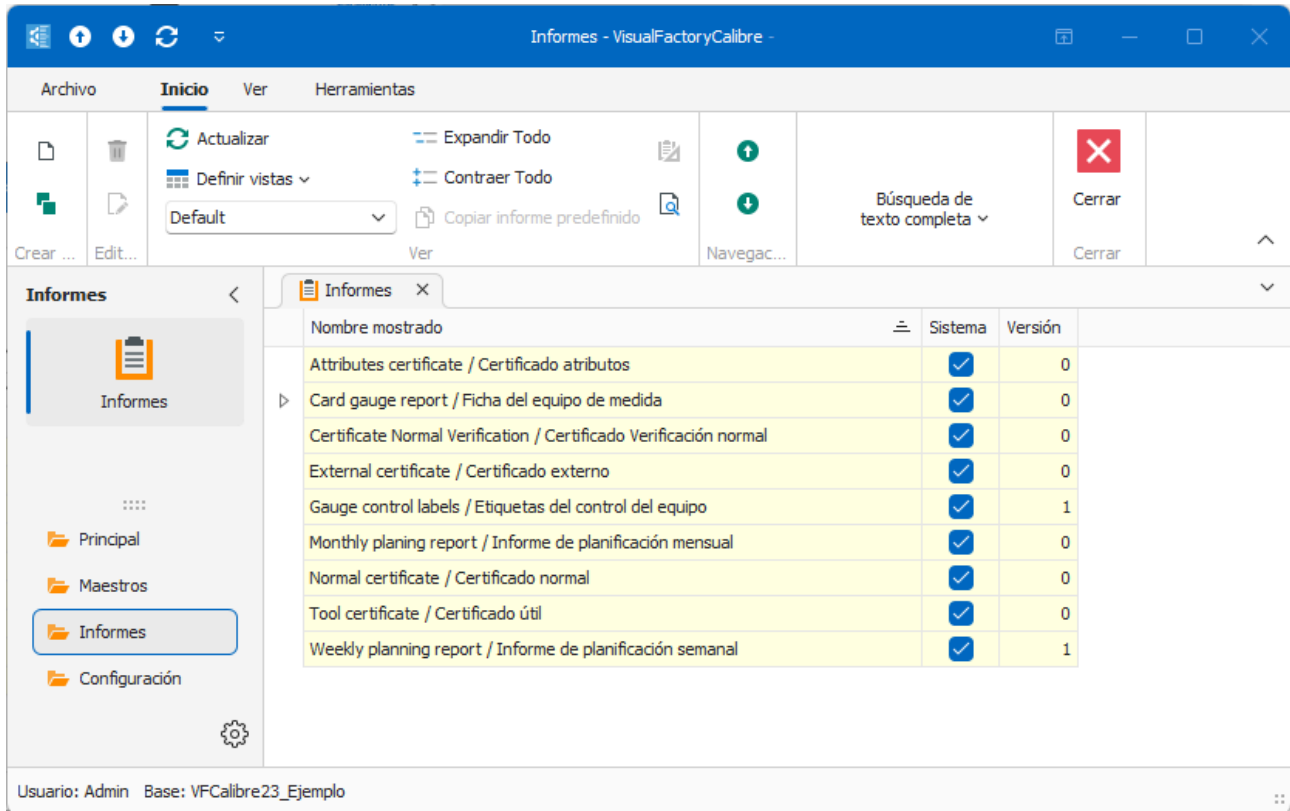 Informes - VisualFactoryCalibre -
Archivo Inicio Ver Herramientas
Actualizar
Definir vistas
Default
Expandir Todo
Contraer Todo
Copiar informe predefinido
Búsqueda de
texto completa
Cerrar
Crear ... Edit... Ver Navegac... Cerrar
Informes
Informes
Principal
Maestros
Informes
Configuración
Informes
Nombre mostrado Sistema Versión
Attributes certificate / Certificado atributos 0
Card gauge report / Ficha del equipo de medida 0
Certificate Normal Verification / Certificado Verificación normal 0
External certificate / Certificado externo 0
Gauge control labels / Etiquetas del control del equipo 1
Monthly planing report / Informe de planificación mensual 0
Normal certificate / Certificado normal 0
Tool certificate / Certificado útil 0
Weekly planning report / Informe de planificación semanal 1
Usuario: Admin Base: VFCalibre23_Ejemplo